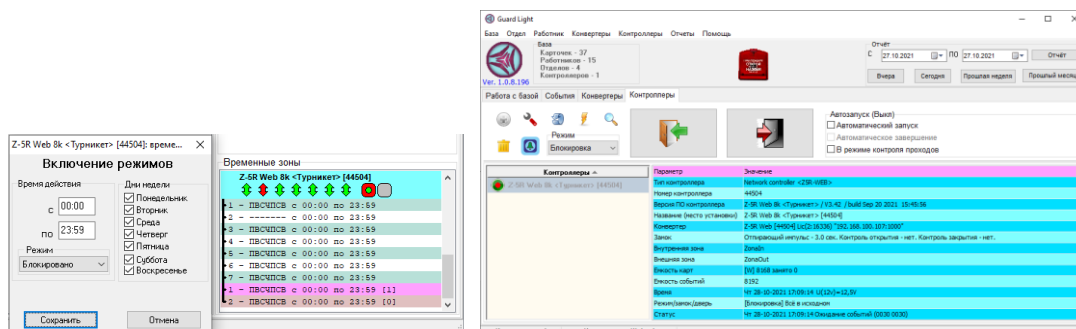 Z-5R Web 8k <Турникет> [44504]: време...
Включение режимов
Время действия
с 00:00
по 23:59
Режим
Блокировано
Дни недели
Понедельник
Вторник
Среда
Четверг
Пятница
Суббота
Воскресенье
Сохранить
Отмена
Временные зоны
Z-5R Web 8k <Турникет> [44504]
1 - ПВСЧПСВ с 00:00 по 23:59
2 - ------- с 00:00 по 23:59
3 - ПВСЧПСВ с 00:00 по 23:59
4 - ПВСЧПСВ с 00:00 по 23:59
5 - ПВСЧПСВ с 00:00 по 23:59
6 - ПВСЧПСВ с 00:00 по 23:59
7 - ПВСЧПСВ с 00:00 по 23:59
1 - ПВСЧПСВ с 00:00 по 23:59 [1]
2 - ПВСЧПСВ с 00:00 по 23:59 [0]
Guard Light
База Отдел Работник Конвертеры Контроллеры Отчеты Помощь
База
Карточек - 37
Работников - 15
Отделов - 4
Контроллеров - 1
Ver. 1.0.8.196
Отчёт
С 27.10.2021 ПО 27.10.2021 Отчёт
Вчера Сегодня Прошлая неделя Прошлый месяц
Работа с базой События Конвертеры Контроллеры
Режим
Блокировка
Автозапуск (Выкл)
Автоматический запуск
Автоматическое завершение
В режиме контроля проходов
Контроллеры
Z-5R Web 8k <Турникет> [44504]
Параметр Значение
Тип контроллера Network controller <Z5R-WEB>
Номер контроллера 44504
Версия ПО контроллера Z-5R Web 8k <Турникет> / V3.42 /build Sep 20 2021 15:45:56
Название (место установки) Z-5R Web 8k <Турникет> [44504]
Конвертер Z-5R Web [44504] Lic(2:16336) "192.168.100.107:1000"
Замок Отпирающий импульс - 3.0 сек. Контроль открытия - нет. Контроль закрытия - нет.
Внутренняя зона ZoneIn
Внешняя зона ZoneOut
Ёмкость карт [W] 8168 занято 0
Ёмкость событий 8192
Время Чт 28-10-2021 17:09:14 U(12v)=12,5V
Режим/замок/дверь [Блокировка] Всё в исходном
Статус Чт 28-10-2021 17:09:14 Ожидание событий (0030 0030)